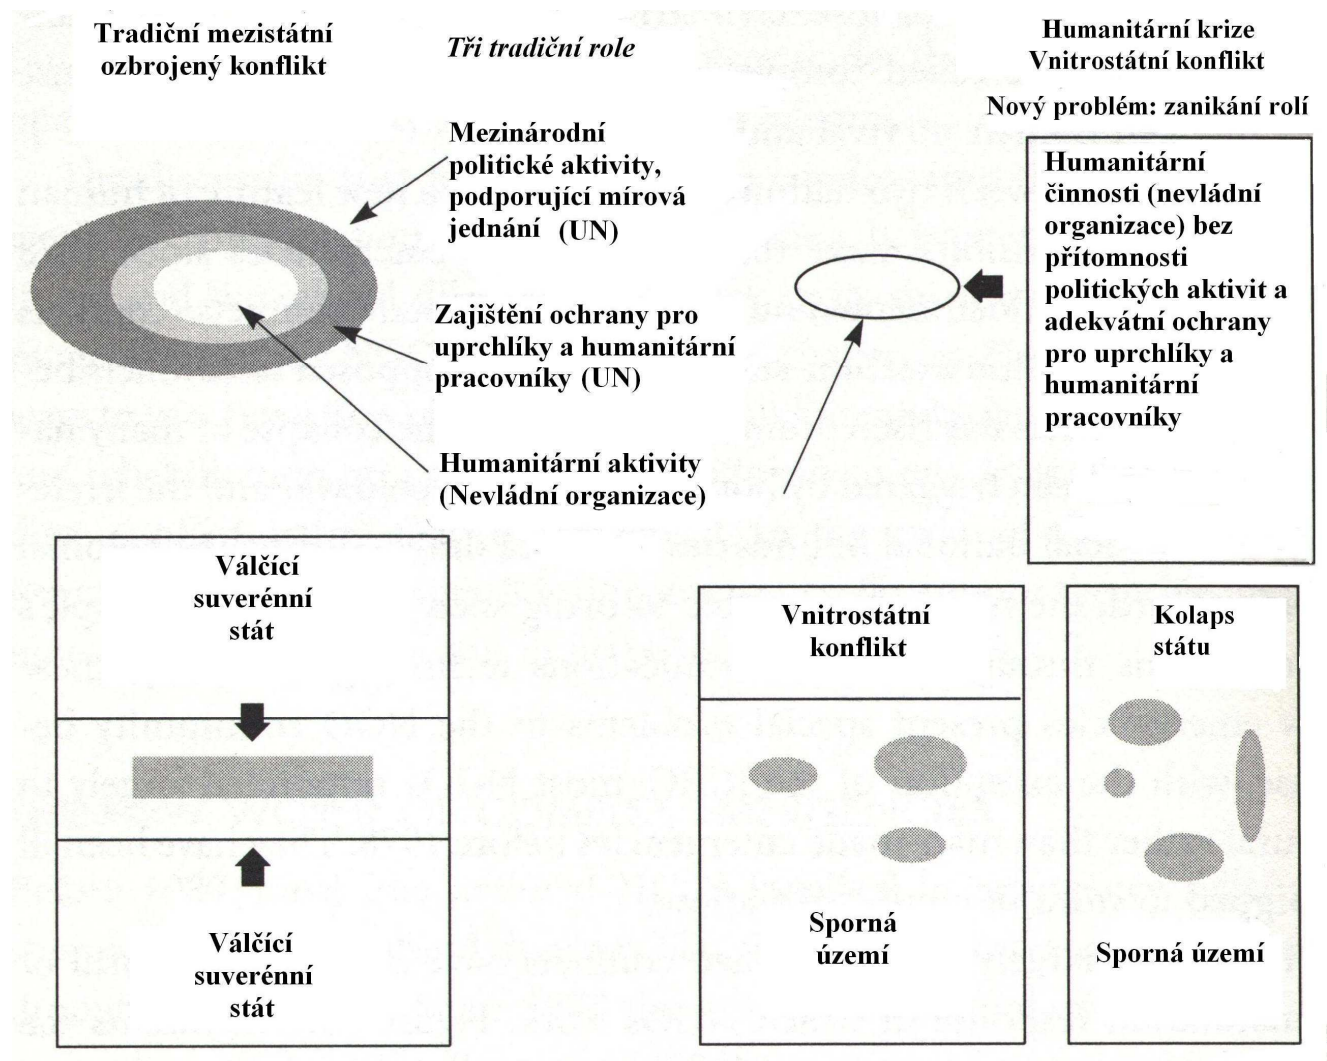 Tradiční mezistátní
ozbrojený konflikt
Tři tradiční role
Humanitární krize
Vnitrostátní konflikt
Nový problém: zanikání rolí
Mezinárodní
politické aktivity,
podporující mírová
jednání (UN)
Zajištění ochrany pro
uprchlíky a humanitární
pracovníky (UN)
Humanitární aktivity
(Nevládní organizace)
Humanitární
činnosti (nevládní
organizace) bez
přítomnosti
politických aktivit a
adekvátní ochrany
pro uprchlíky a
humanitární
pracovníky
Válčící
suverénní
stát
Válčící
suverénní
stát
Vnitrostátní
konflikt
Sporná
území
Kolaps
státu
Sporná území